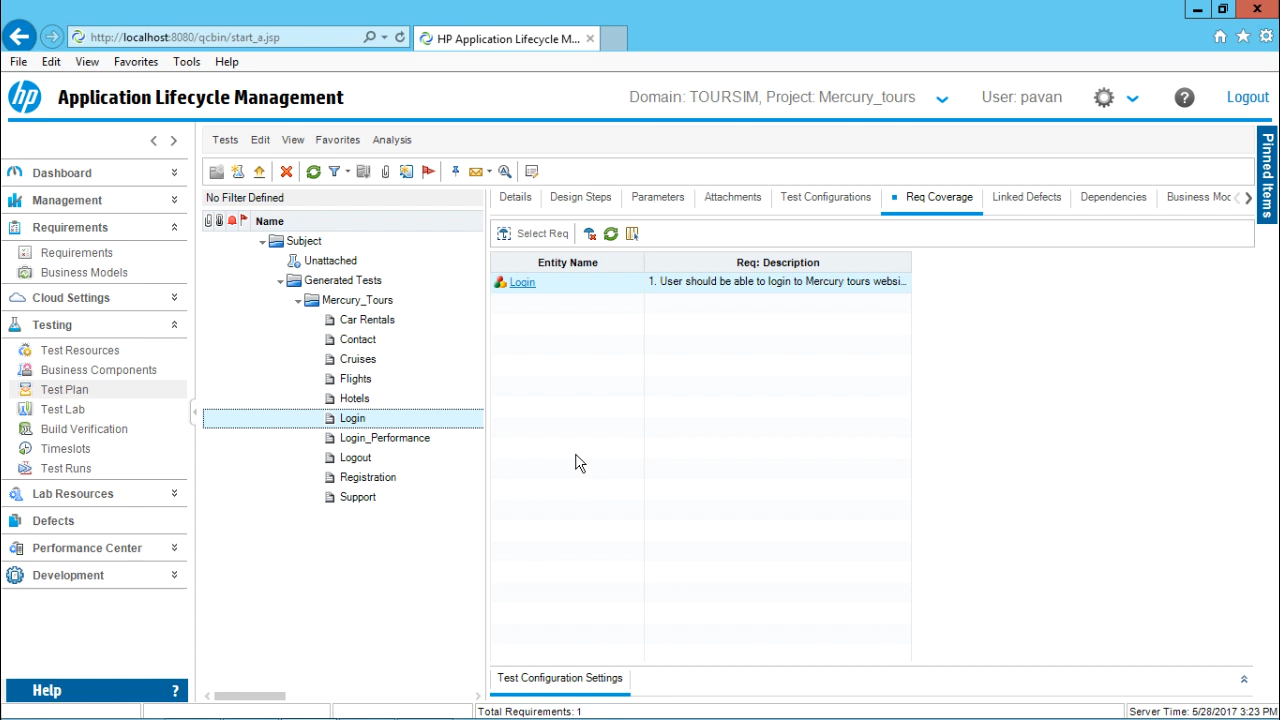 http://localhost:8080/qcbin/start_a.jsp
HP Application Lifecycle M...
File Edit View Favorites Tools Help
hp Application Lifecycle Management
Domain: TOURSIM, Project: Mercury_tours
User: pavan
Logout
Pinned Items
Dashboard
Management
Requirements
Requirements
Business Models
Cloud Settings
Testing
Test Resources
Business Components
Test Plan
Test Lab
Build Verification
Timeslots
Test Runs
Lab Resources
Defects
Performance Center
Development
Help ?
Tests Edit View Favorites Analysis
No Filter Defined
Name
Subject
Unattached
Generated Tests
Mercury_Tours
Car Rentals
Contact
Cruises
Flights
Hotels
Login
Login_Performance
Logout
Registration
Support
Details Design Steps Parameters Attachments Test Configurations Req Coverage Linked Defects Dependencies Business Moc
Select Req
Entity Name Req: Description
Login 1. User should be able to login to Mercury tours websi...
Test Configuration Settings
Total Requirements: 1
Server Time: 5/28/2017 3:23 PM